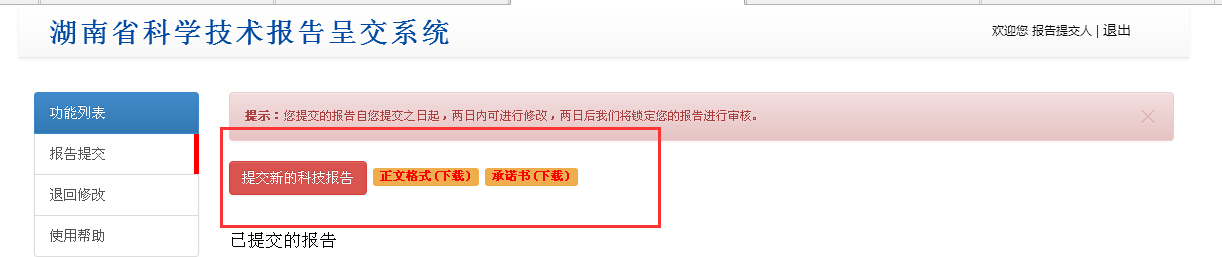 湖南省科学技术报告呈交系统
欢迎您 报告提交人 | 退出
功能列表
报告提交
退回修改
使用帮助
提示：您提交的报告自您提交之日起，两日内可进行修改，两日后我们将锁定您的报告进行审核。
提交新的科技报告 正文格式(下载) 承诺书(下载)
已提交的报告